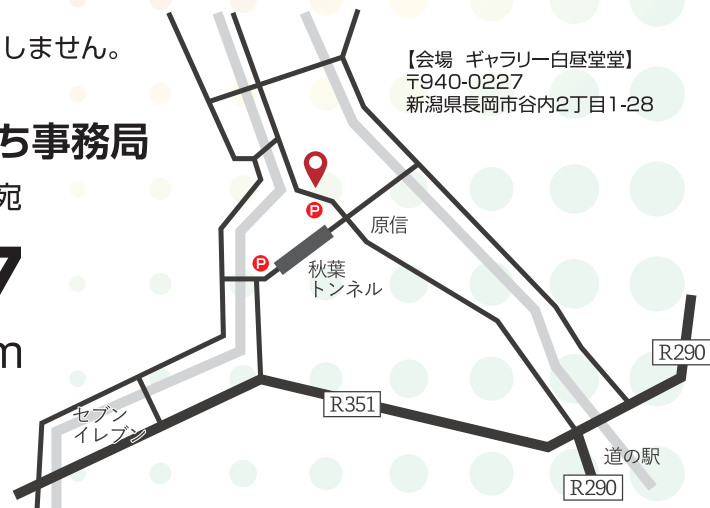 しません。
ち事務局
宛
7
m
【会場 ギャラリー白昼堂堂】
〒940-0227
新潟県長岡市谷内2丁目1-28
P
原信
P
秋葉
トンネル
R290
R351
セブン
イレブン
道の駅
R290